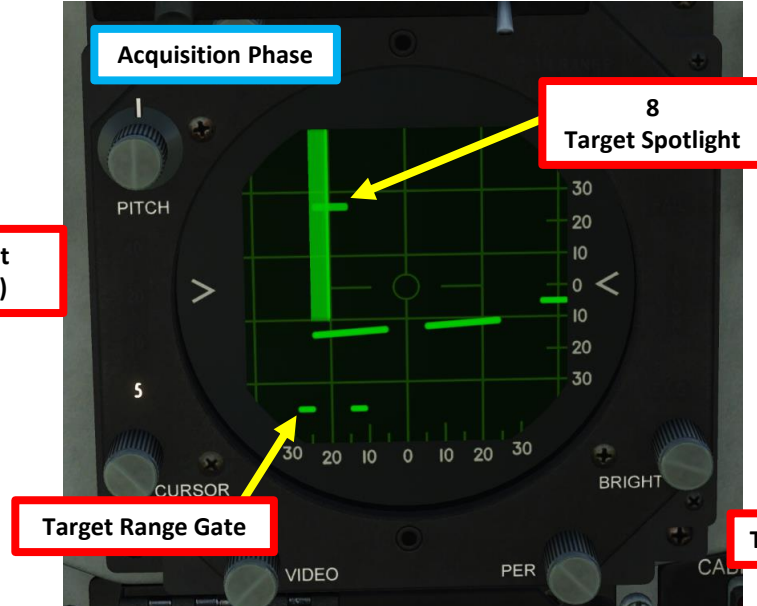 Acquisition Phase
8
Target Spotlight
PITCH
30
20
10
0
10
20
30
t
)
S
30 20 10 0 10 20 30
CURSOR
BRIGHT
Target Range Gate
T
VIDEO
PER
CAB